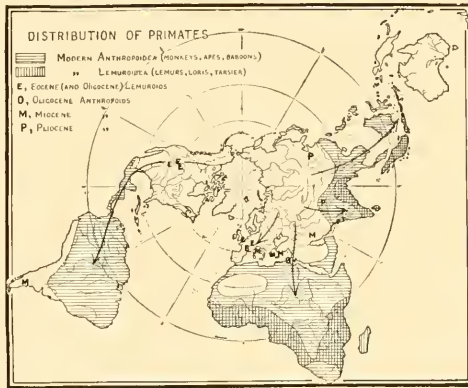 DISTRIBUTION OF PRIMATES
MODERN ANTHROPOIDEA (MONKEYS, APES, BABOONS)
" LEMUROIDEA (LEMURS, LORIS, TARSIER)
E, EOCENE (AND OLIGOCENE) LEMUROIDS
O, OLIGOCENE ANTHROPOIDS
M, MIOCENE "
P, PLIOCENE "
P
E
E
M
M